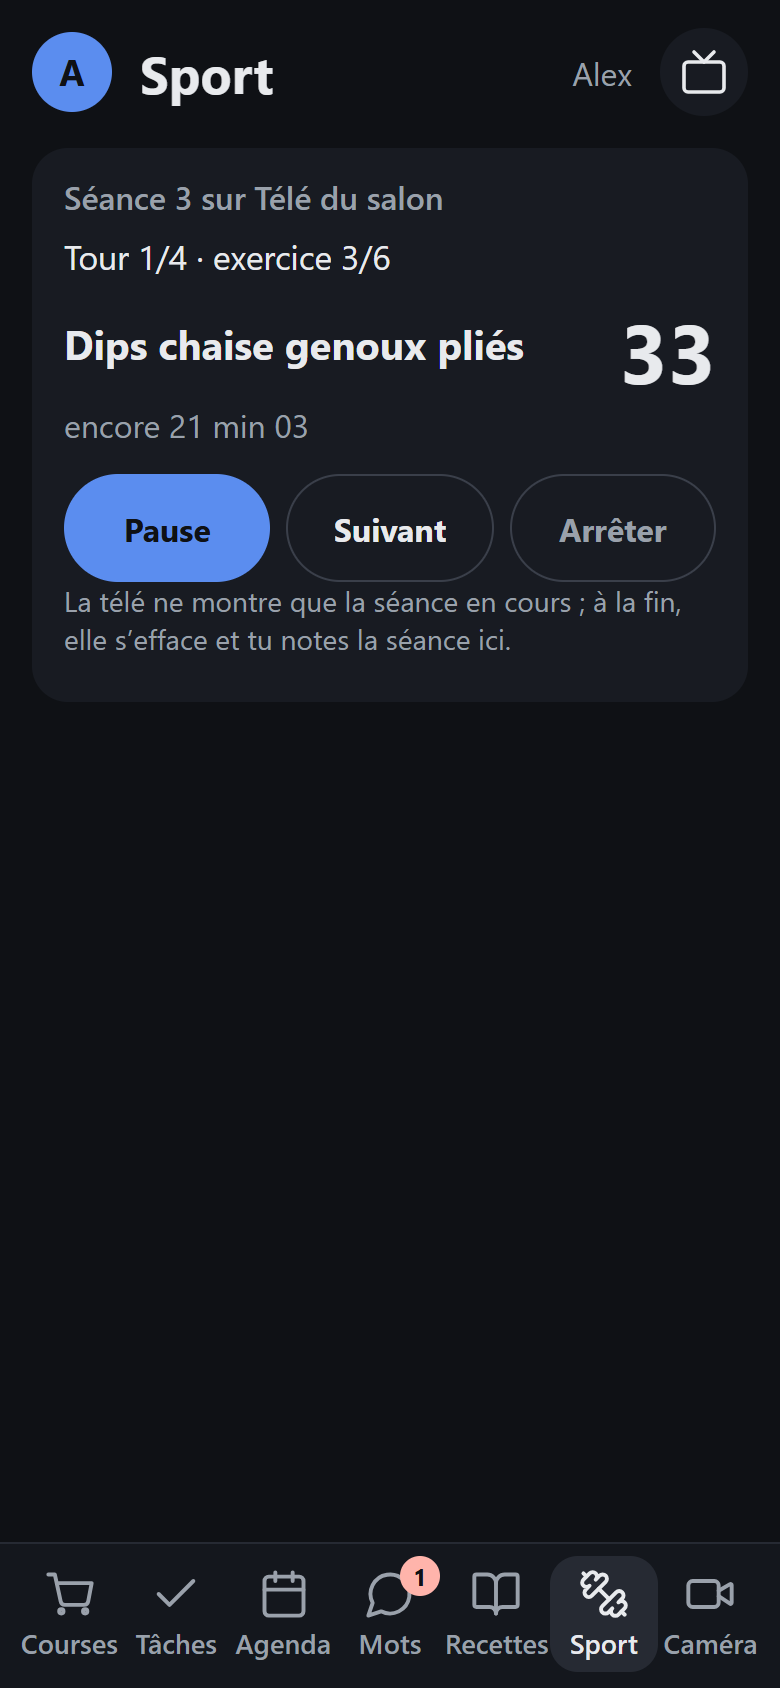 A
Sport
Alex
Séance 3 sur Télé du salon
Tour 1/4 · exercice 3/6
Dips chaise genoux pliés
33
encore 21 min 03
Pause
Suivant
Arrêter
La télé ne montre que la séance en cours ; à la fin,
elle s’efface et tu notes la séance ici.
1
Courses
Tâches
Agenda
Mots
Recettes
Sport
Caméra